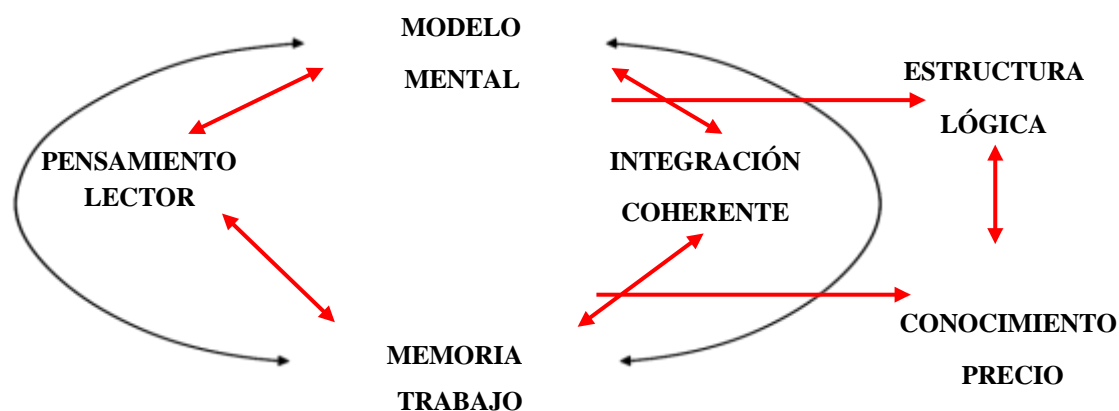 MODELO
MENTAL
ESTRUCTURA
LÓGICA
PENSAMIENTO
LECTOR
INTEGRACIÓN
COHERENTE
MEMORIA
TRABAJO
CONOCIMIENTO
PRECIO